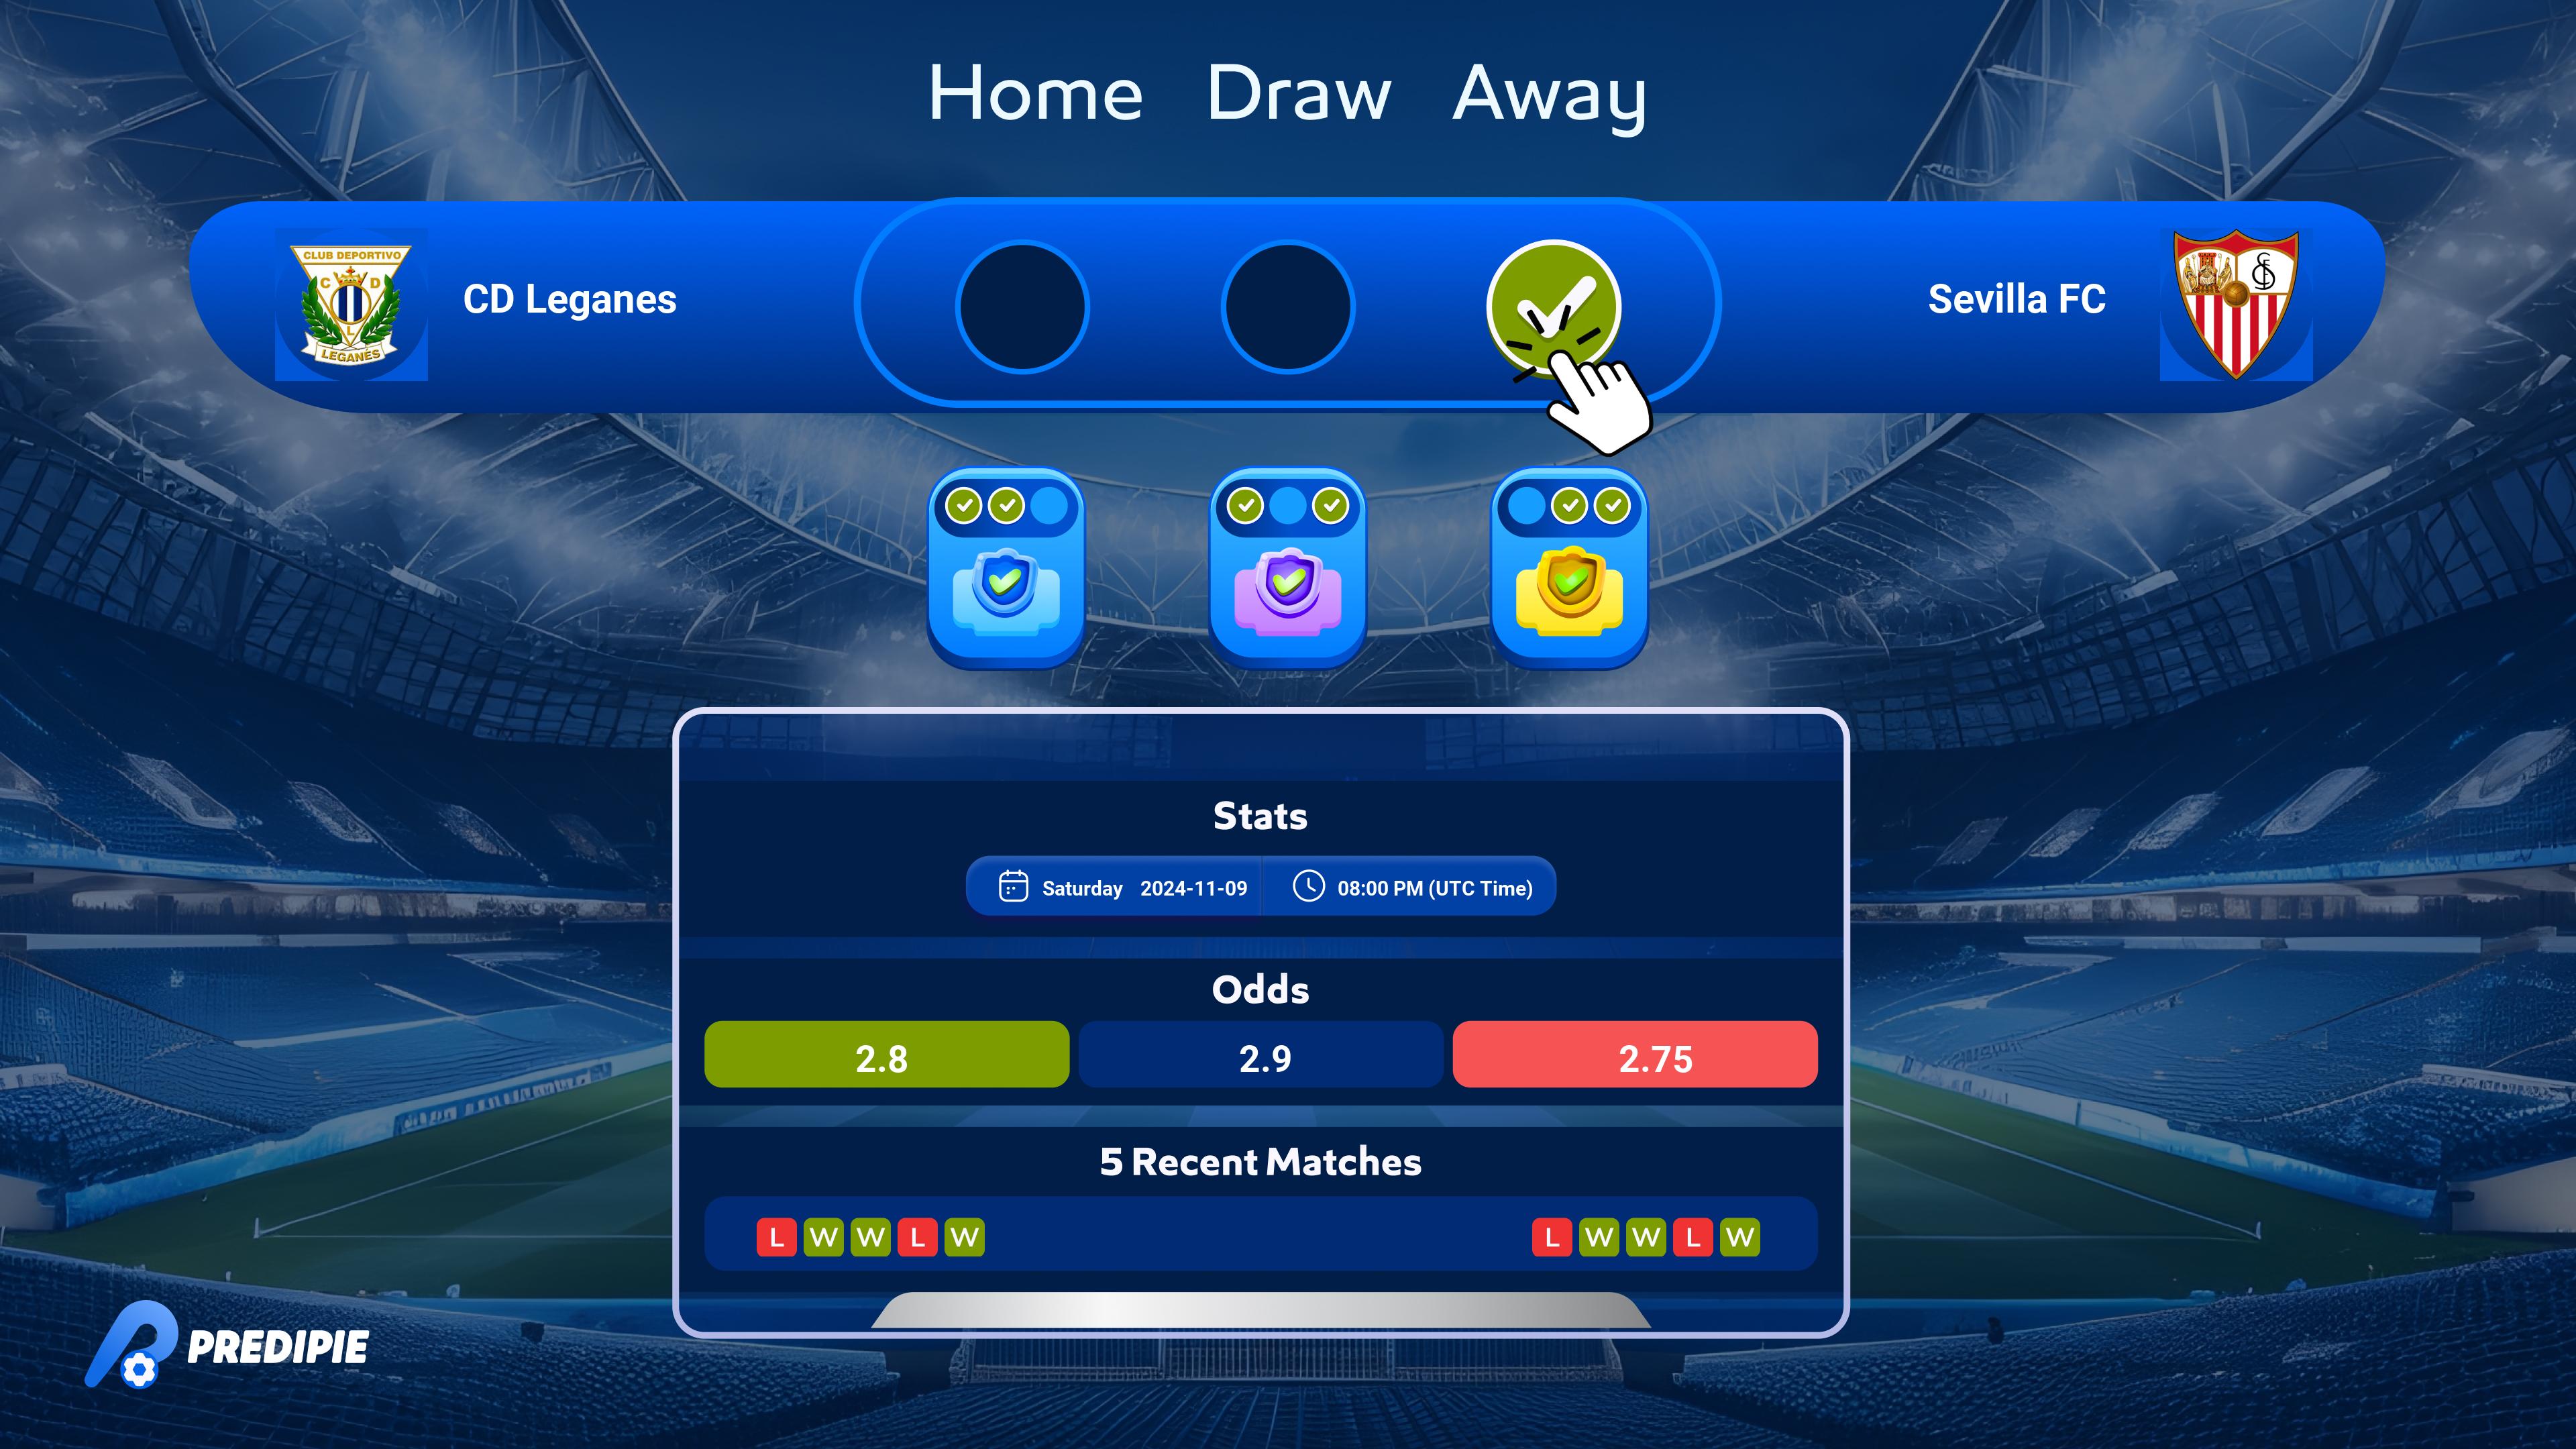 Home Draw Away
CLUB DEPORTIVO
C D
L
LEGANÉS
CD Leganes
Sevilla FC
Stats
Saturday 2024-11-09 08:00 PM (UTC Time)
Odds
2.8 2.9 2.75
5 Recent Matches
L W W L W L W W L W
PREDIPIE